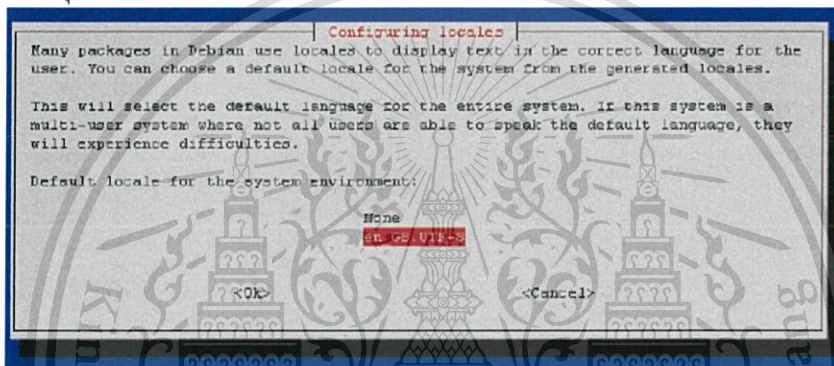 Configuring locales
Many packages in Debian use locales to display text in the correct language for the
user. You can choose a default locale for the system from the generated locales.
This will select the default language for the entire system. If this system is a
multi-user system where not all users are able to speak the default language, they
will experience difficulties.
Default locale for the system environment:
None
en_GB.UTF-8
<Ok> <Cancel>